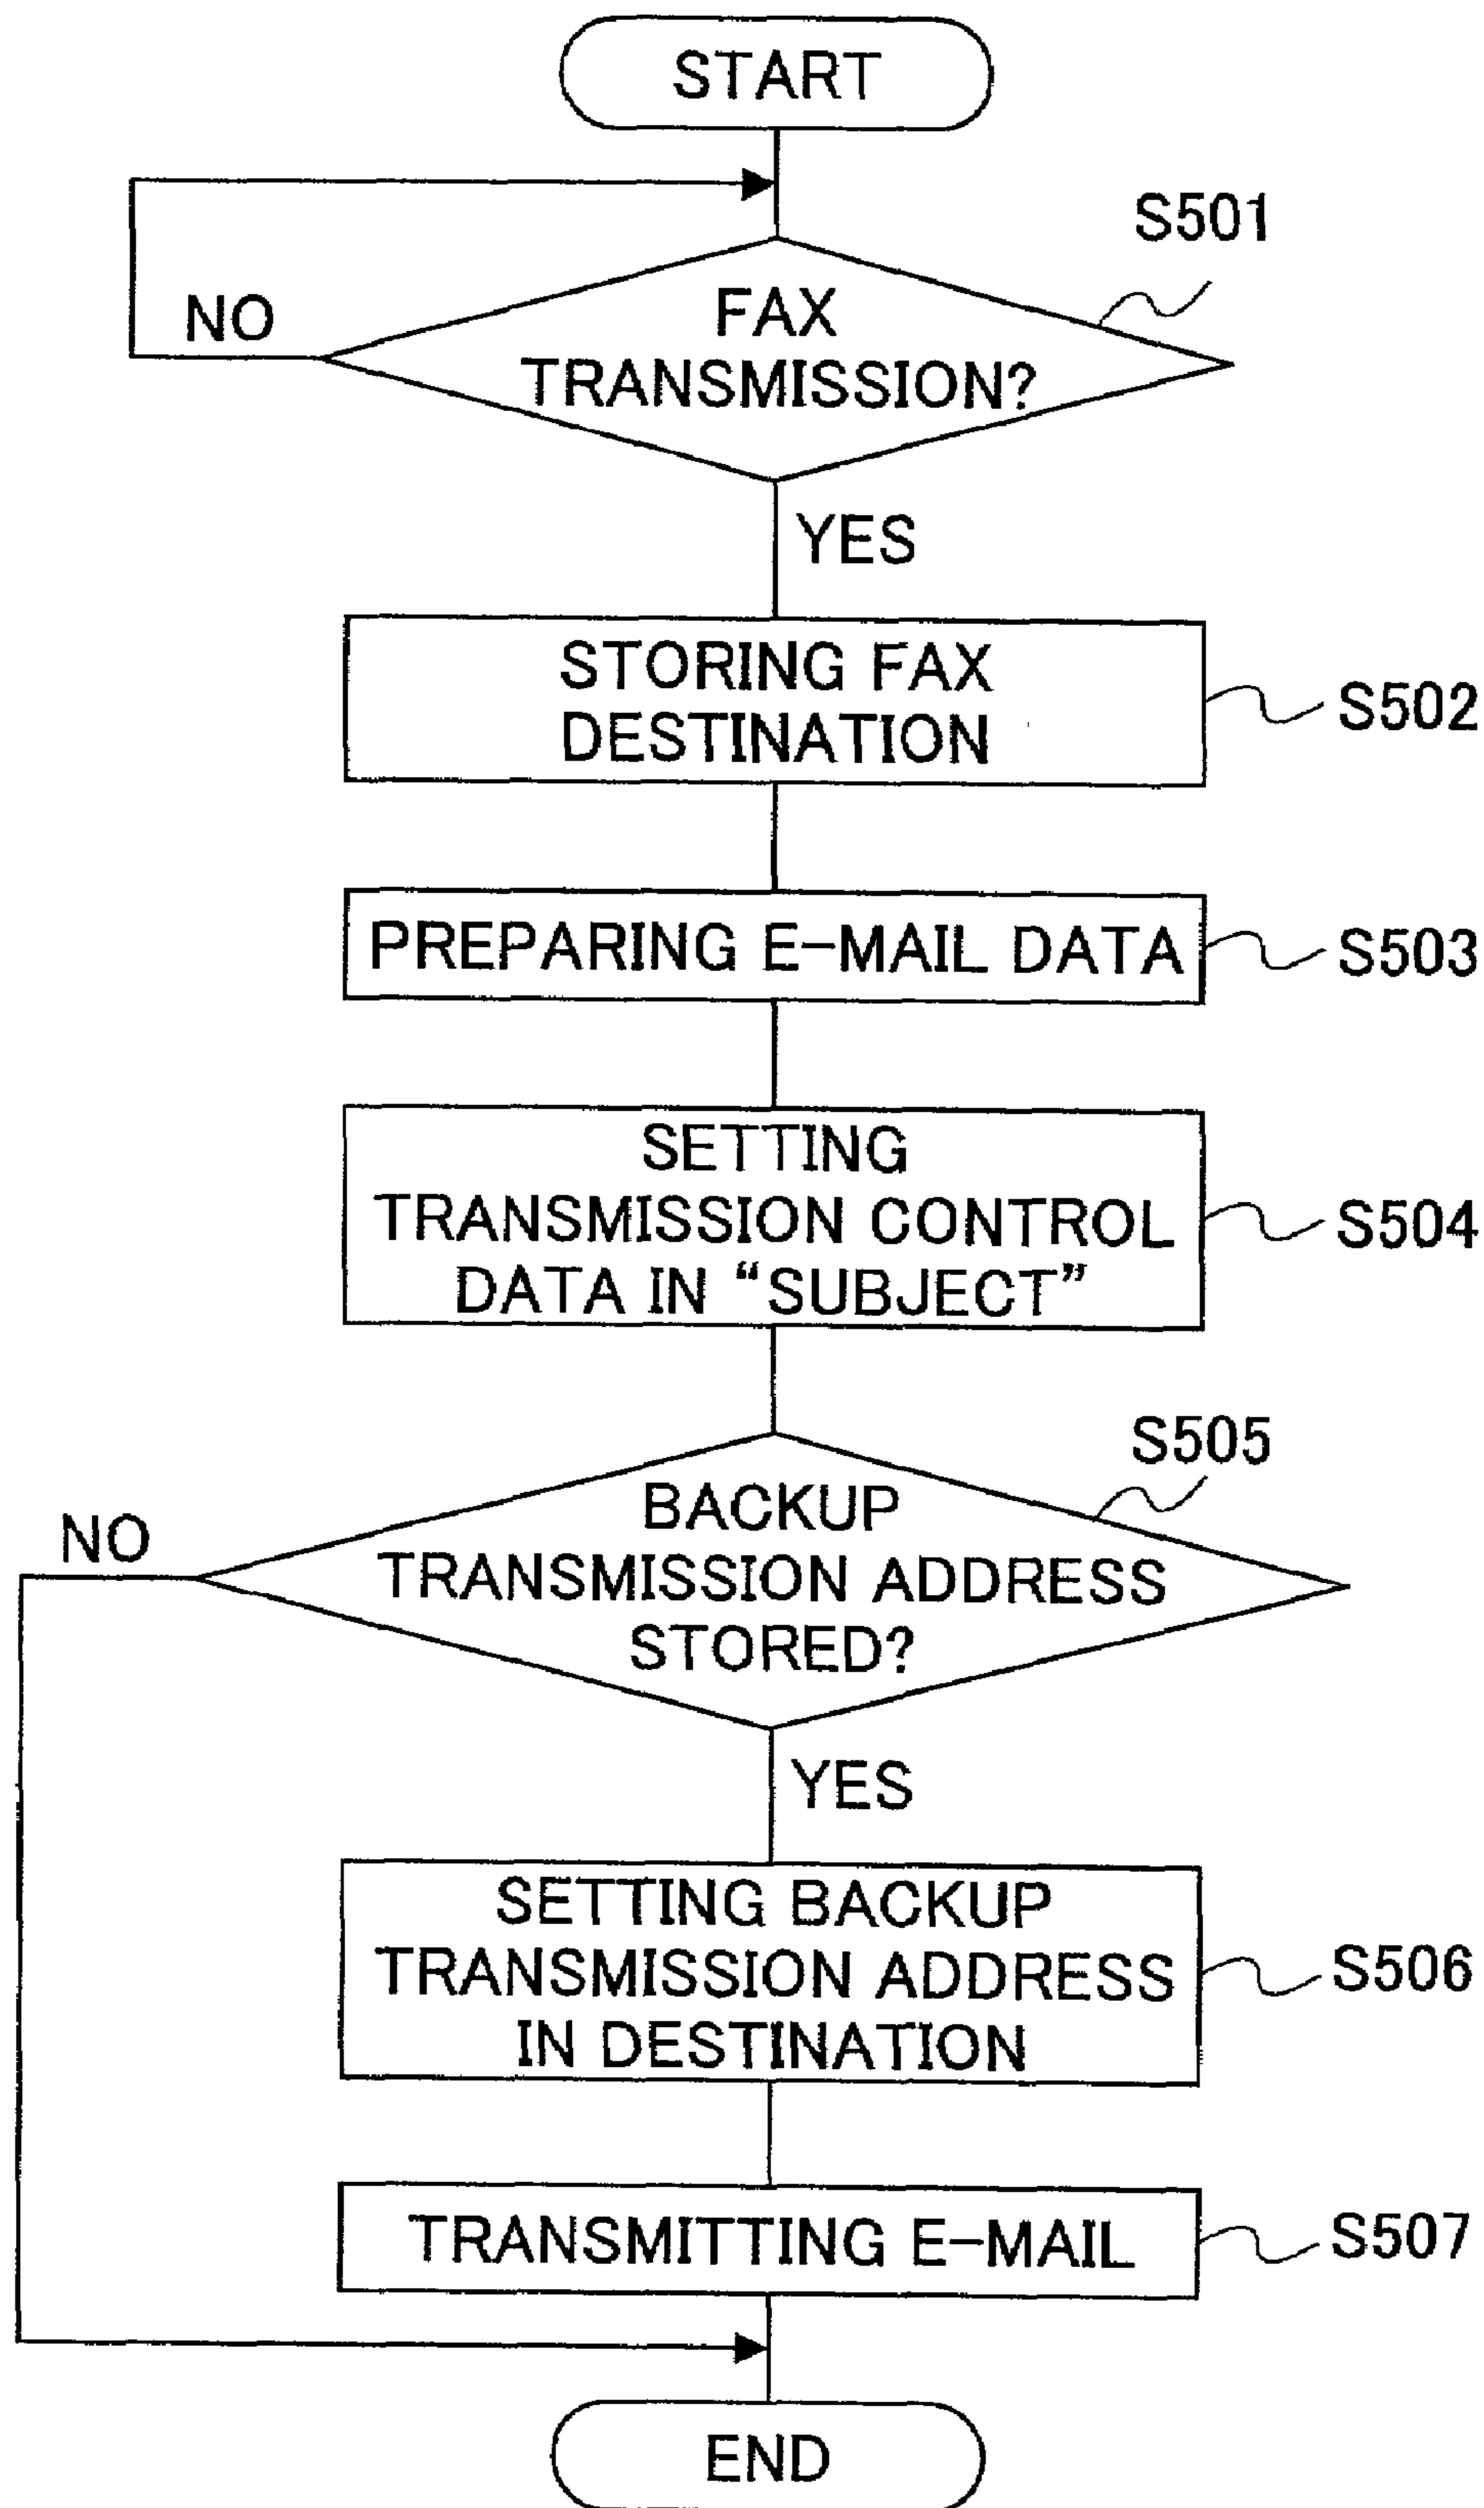 START
S501
NO
FAX
TRANSMISSION?
YES
STORING FAX
DESTINATION
S502
PREPARING E-MAIL DATA
S503
SETTING
TRANSMISSION CONTROL
DATA IN “SUBJECT”
S504
S505
NO
BACKUP
TRANSMISSION ADDRESS
STORED?
YES
SETTING BACKUP
TRANSMISSION ADDRESS
IN DESTINATION
S506
TRANSMITTING E-MAIL
S507
END